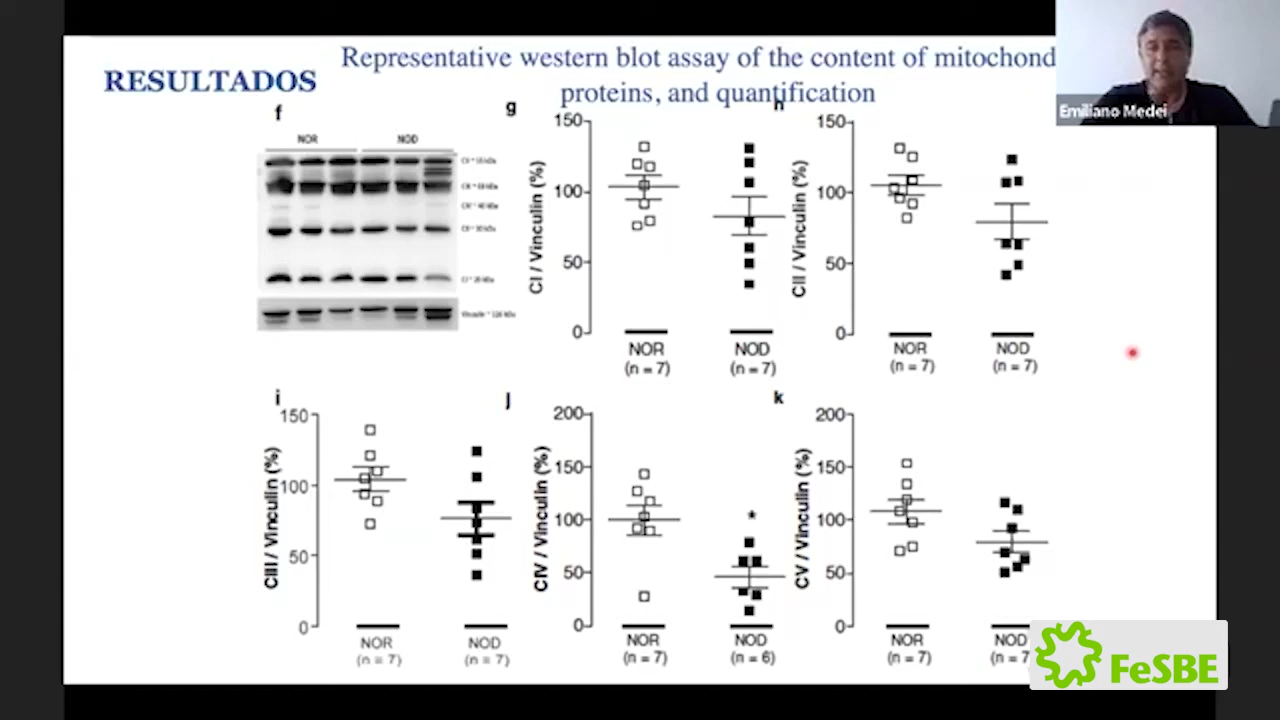 RESULTADOS
Representative western blot assay of the content of mitochond
proteins, and quantification
Emiliano Medei
f
NOR NOD
g
150
100
50
0
CI / Vinculin (%)
NOR NOD
(n = 7) (n = 7)
h
150
100
50
0
CII / Vinculin (%)
NOR NOD
(n = 7) (n = 7)
i
150
100
50
0
CIII / Vinculin (%)
NOR NOD
(n = 7) (n = 7)
j
200
150
100
50
0
CIV / Vinculin (%)
*
NOR NOD
(n = 7) (n = 6)
k
200
150
100
50
0
CV / Vinculin (%)
NOR NOD
(n = 7) (n = 7
FeSBE